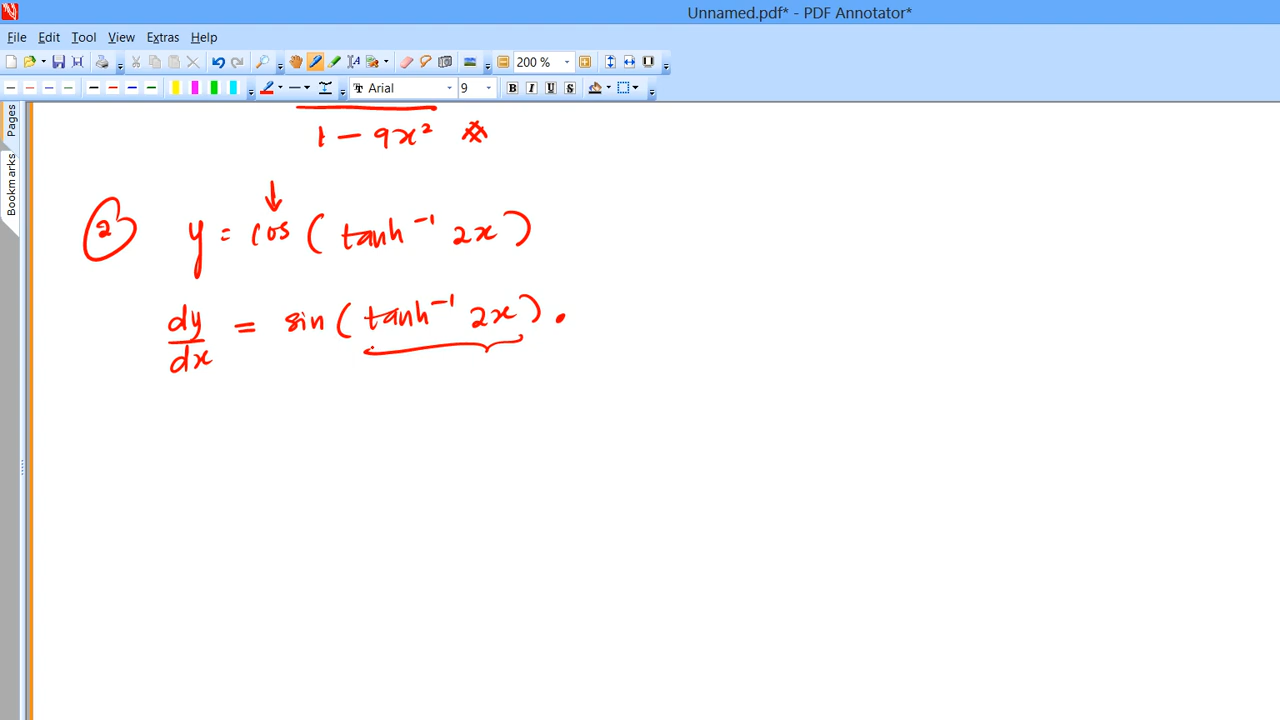 Unnamed.pdf* - PDF Annotator*
File Edit Tool View Extras Help
200 %
Arial 9 B I U S
Pages
Bookmarks
1 - 9x²
② y = cos ( tanh⁻¹ 2x )
dy/dx = sin ( tanh⁻¹ 2x ) .